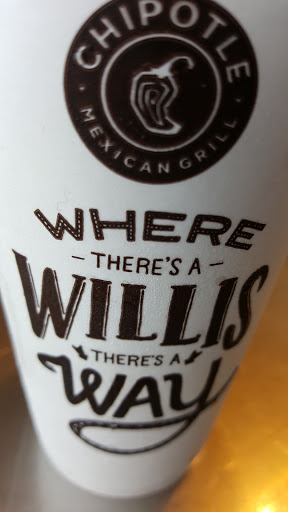 CHIPOTLE
MEXICAN GRILL
WHERE
THERE'S A
WILLIS
THERE'S A
WAY